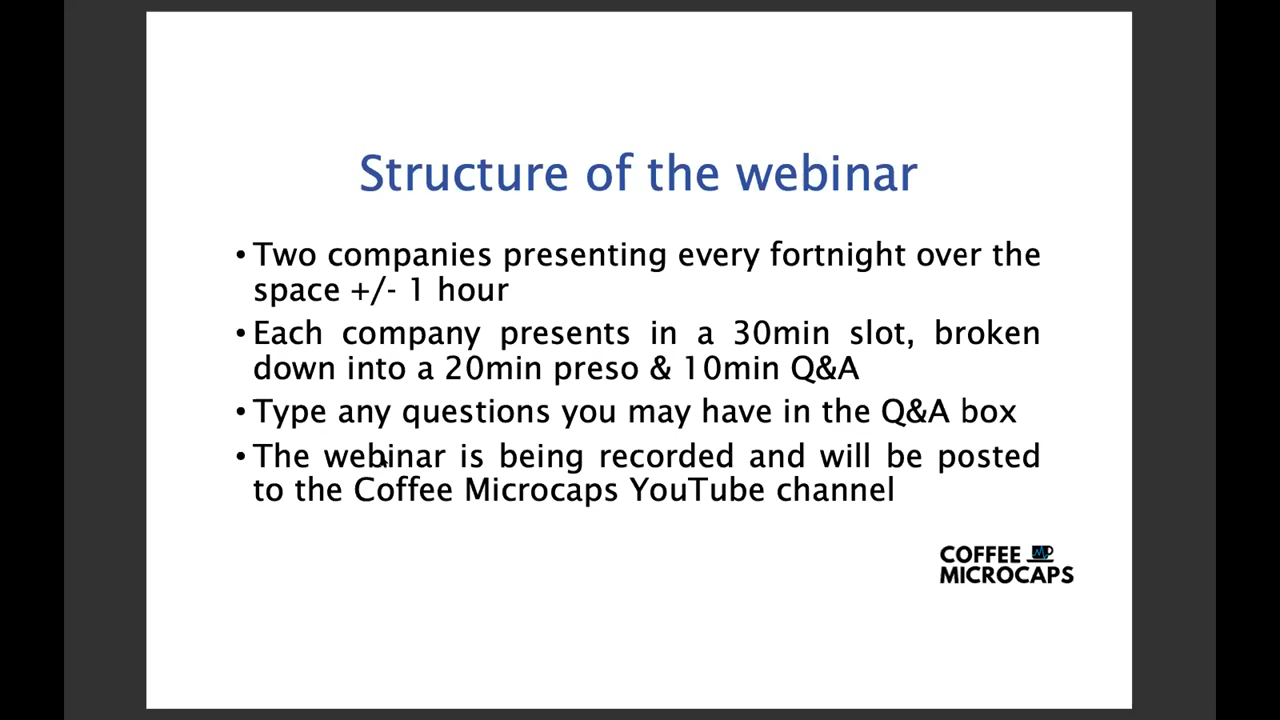 Structure of the webinar
• Two companies presenting every fortnight over the
space +/- 1 hour
• Each company presents in a 30min slot, broken
down into a 20min preso & 10min Q&A
• Type any questions you may have in the Q&A box
• The webinar is being recorded and will be posted
to the Coffee Microcaps YouTube channel
COFFEE
MICROCAPS